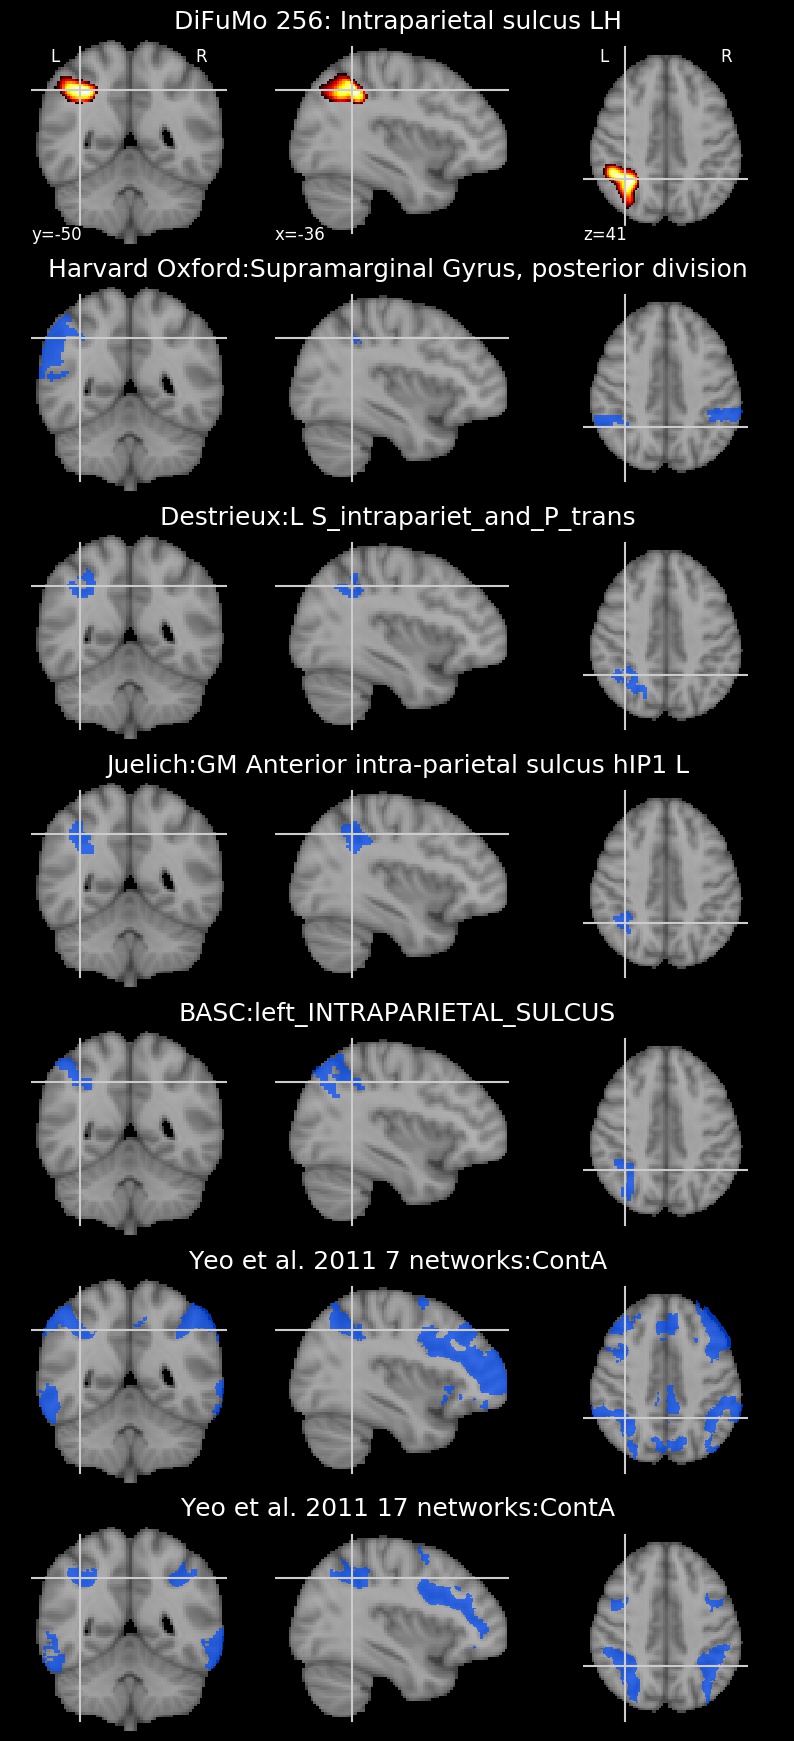 DiFuMo 256: Intraparietal sulcus LH
L R L R
y=-50 x=-36 z=41
Harvard Oxford:Supramarginal Gyrus, posterior division
Destrieux:L S_intrapariet_and_P_trans
Juelich:GM Anterior intra-parietal sulcus hIP1 L
BASC:left_INTRAPARIETAL_SULCUS
Yeo et al. 2011 7 networks:ContA
Yeo et al. 2011 17 networks:ContA